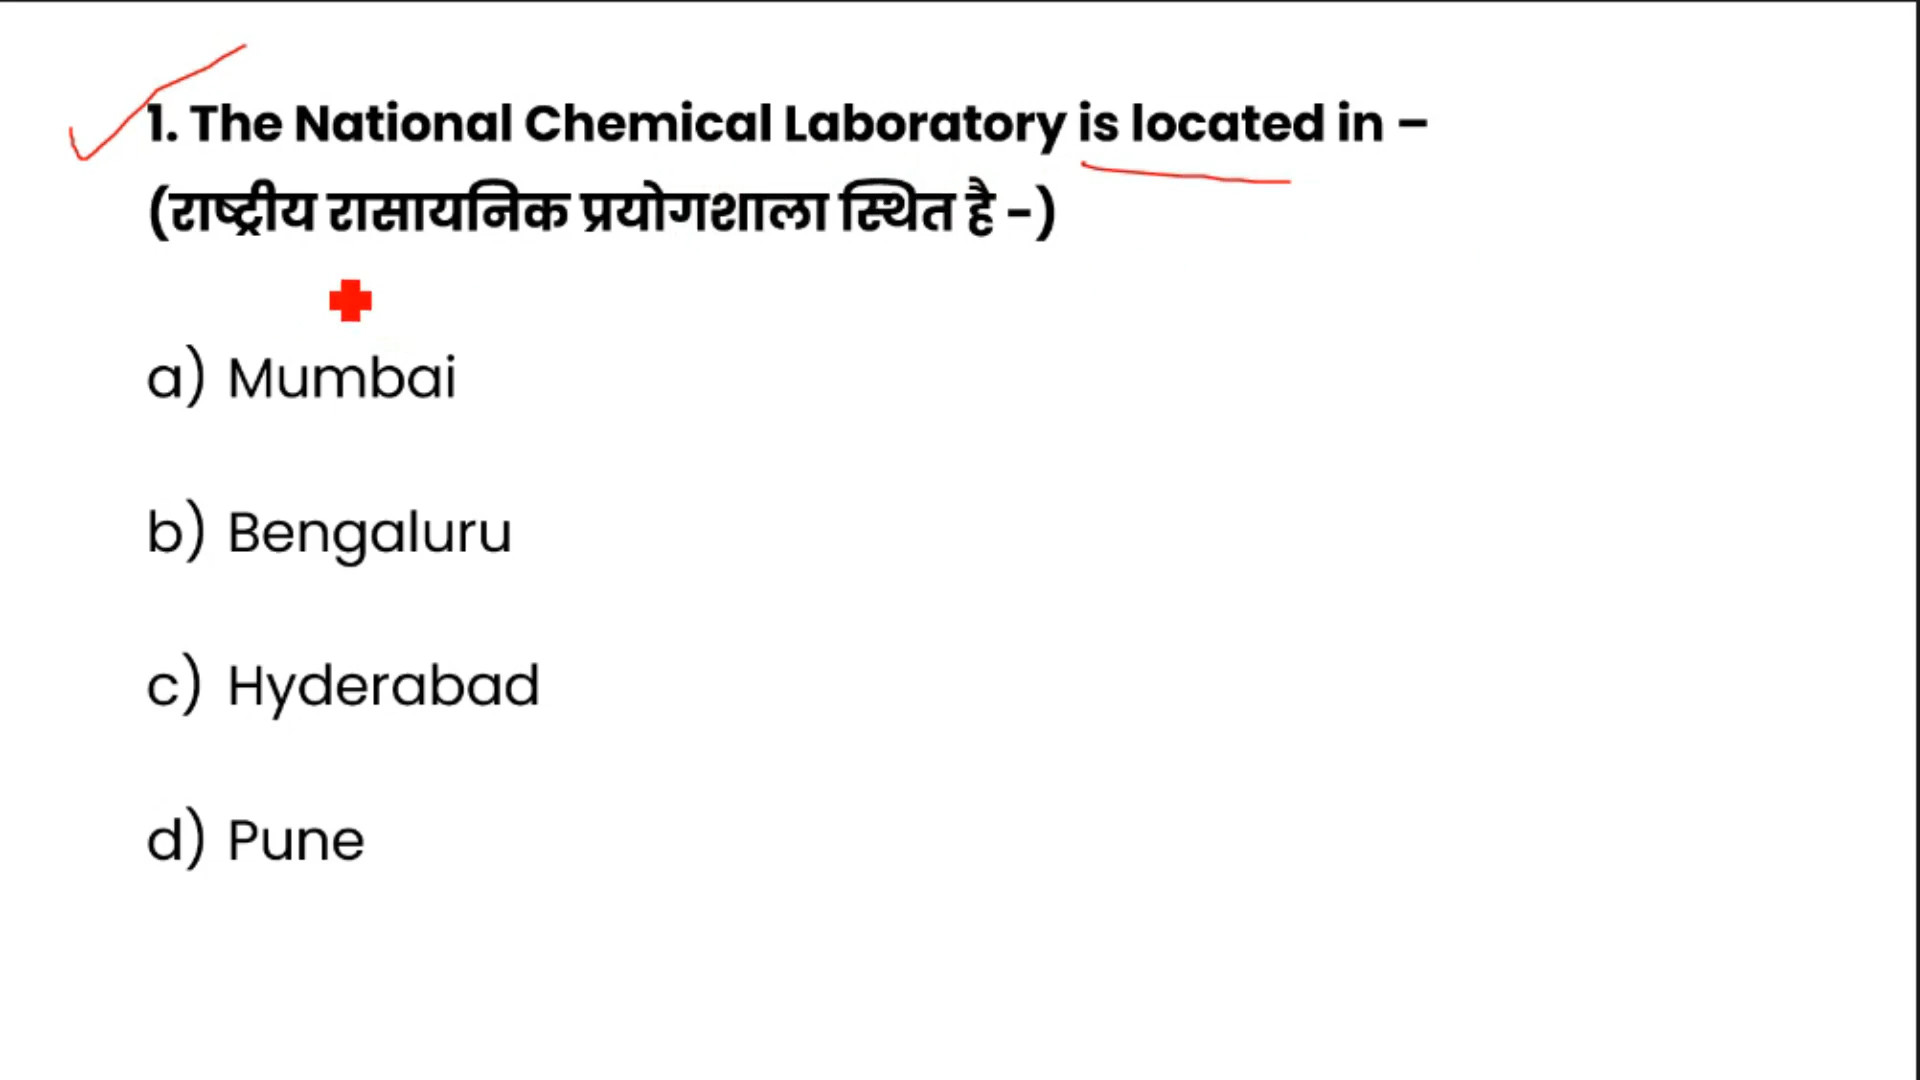 1. The National Chemical Laboratory is located in –
(राष्ट्रीय रासायनिक प्रयोगशाला स्थित है -)
a) Mumbai
b) Bengaluru
c) Hyderabad
d) Pune